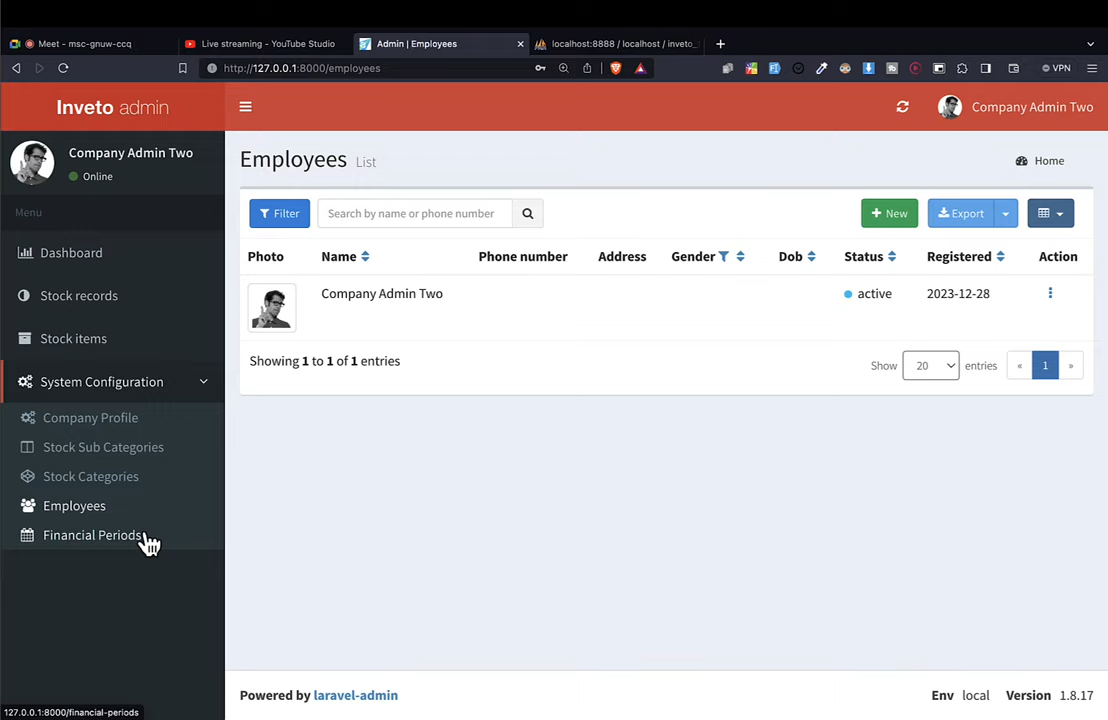 Meet - msc-gnuw-ccq
Live streaming - YouTube Studio
Admin | Employees
localhost:8888 / localhost / inveto_
http://127.0.0.1:8000/employees
VPN
Inveto admin
Company Admin Two
Company Admin Two
Online
Employees List
Home
Menu
Filter
Search by name or phone number
New
Export
Dashboard
Photo Name Phone number Address Gender Dob Status Registered Action
Stock records
Company Admin Two active 2023-12-28
Stock items
Showing 1 to 1 of 1 entries
Show 20 entries « 1 »
System Configuration
Company Profile
Stock Sub Categories
Stock Categories
Employees
Financial Periods
Powered by laravel-admin
Env local Version 1.8.17
127.0.0.1:8000/financial-periods